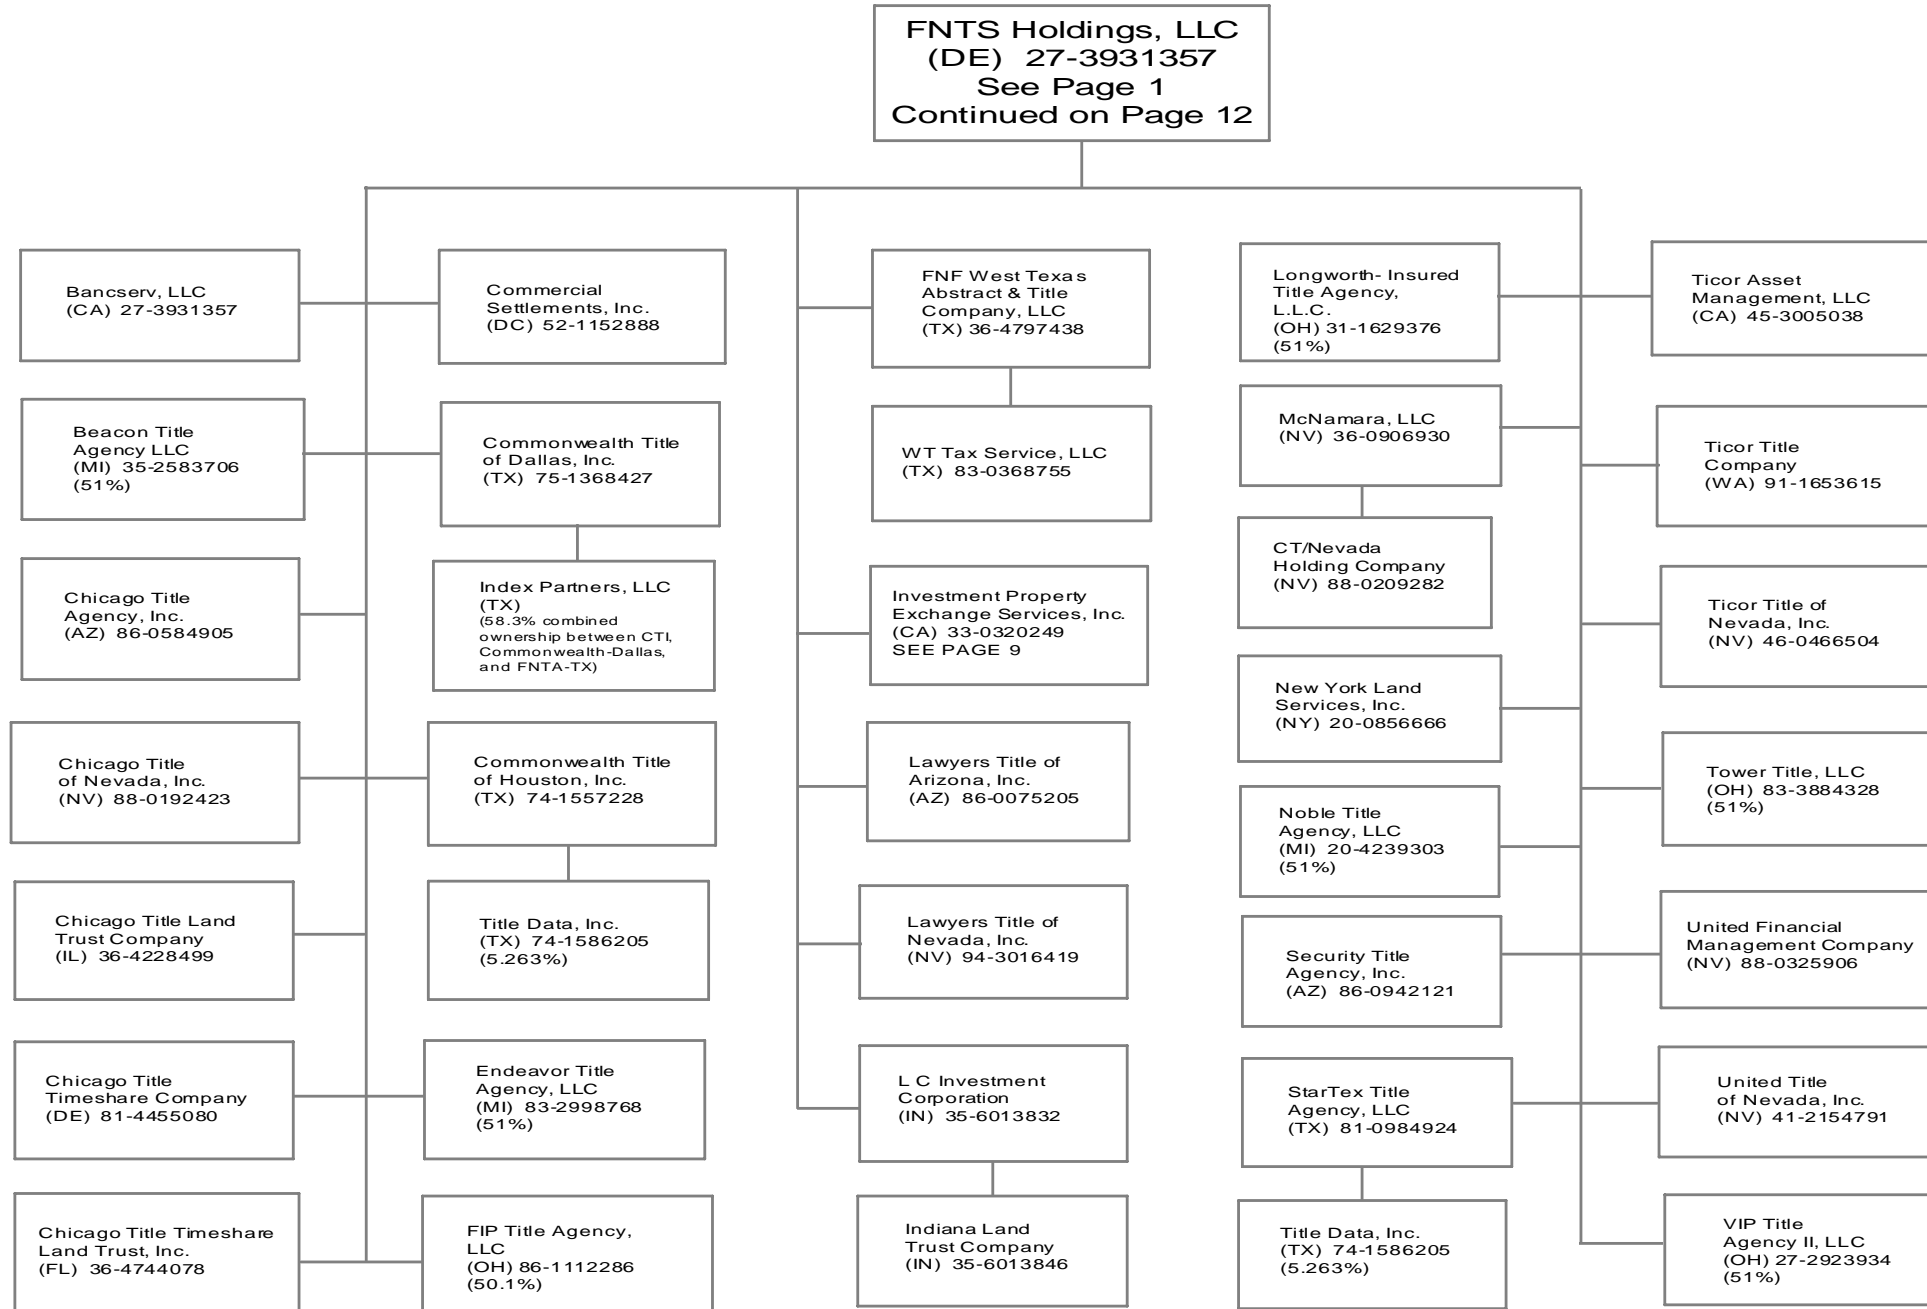 FNTS Holdings, LLC
(DE) 27-3931357
See Page 1
Continued on Page 12
Bancserv, LLC
(CA) 27-3931357
Beacon Title
Agency LLC
(MI) 35-2583706
(51%)
Chicago Title
Agency, Inc.
(AZ) 86-0584905
Chicago Title
of Nevada, Inc.
(NV) 88-0192423
Chicago Title Land
Trust Company
(IL) 36-4228499
Chicago Title
Timeshare Company
(DE) 81-4455080
Chicago Title Timeshare
Land Trust, Inc.
(FL) 36-4744078
Commercial
Settlements, Inc.
(DC) 52-1152888
Commonwealth Title
of Dallas, Inc.
(TX) 75-1368427
Index Partners, LLC
(TX)
(58.3% combined
ownership between CTI,
Commonwealth-Dallas,
and FNTA-TX)
Commonwealth Title
of Houston, Inc.
(TX) 74-1557228
Title Data, Inc.
(TX) 74-1586205
(5.263%)
Endeavor Title
Agency, LLC
(MI) 83-2998768
(51%)
FIP Title Agency,
LLC
(OH) 86-1112286
(50.1%)
FNF West Texas
Abstract & Title
Company, LLC
(TX) 36-4797438
WT Tax Service, LLC
(TX) 83-0368755
Investment Property
Exchange Services, Inc.
(CA) 33-0320249
SEE PAGE 9
Lawyers Title of
Arizona, Inc.
(AZ) 86-0075205
Lawyers Title of
Nevada, Inc.
(NV) 94-3016419
L C Investment
Corporation
(IN) 35-6013832
Indiana Land
Trust Company
(IN) 35-6013846
Longworth- Insured
Title Agency,
L.L.C.
(OH) 31-1629376
(51%)
McNamara, LLC
(NV) 36-0906930
CT/Nevada
Holding Company
(NV) 88-0209282
New York Land
Services, Inc.
(NY) 20-0856666
Noble Title
Agency, LLC
(MI) 20-4239303
(51%)
Security Title
Agency, Inc.
(AZ) 86-0942121
StarTex Title
Agency, LLC
(TX) 81-0984924
Title Data, Inc.
(TX) 74-1586205
(5.263%)
Ticor Asset
Management, LLC
(CA) 45-3005038
Ticor Title
Company
(WA) 91-1653615
Ticor Title of
Nevada, Inc.
(NV) 46-0466504
Tower Title, LLC
(OH) 83-3884328
(51%)
United Financial
Management Company
(NV) 88-0325906
United Title
of Nevada, Inc.
(NV) 41-2154791
VIP Title
Agency II, LLC
(OH) 27-2923934
(51%)